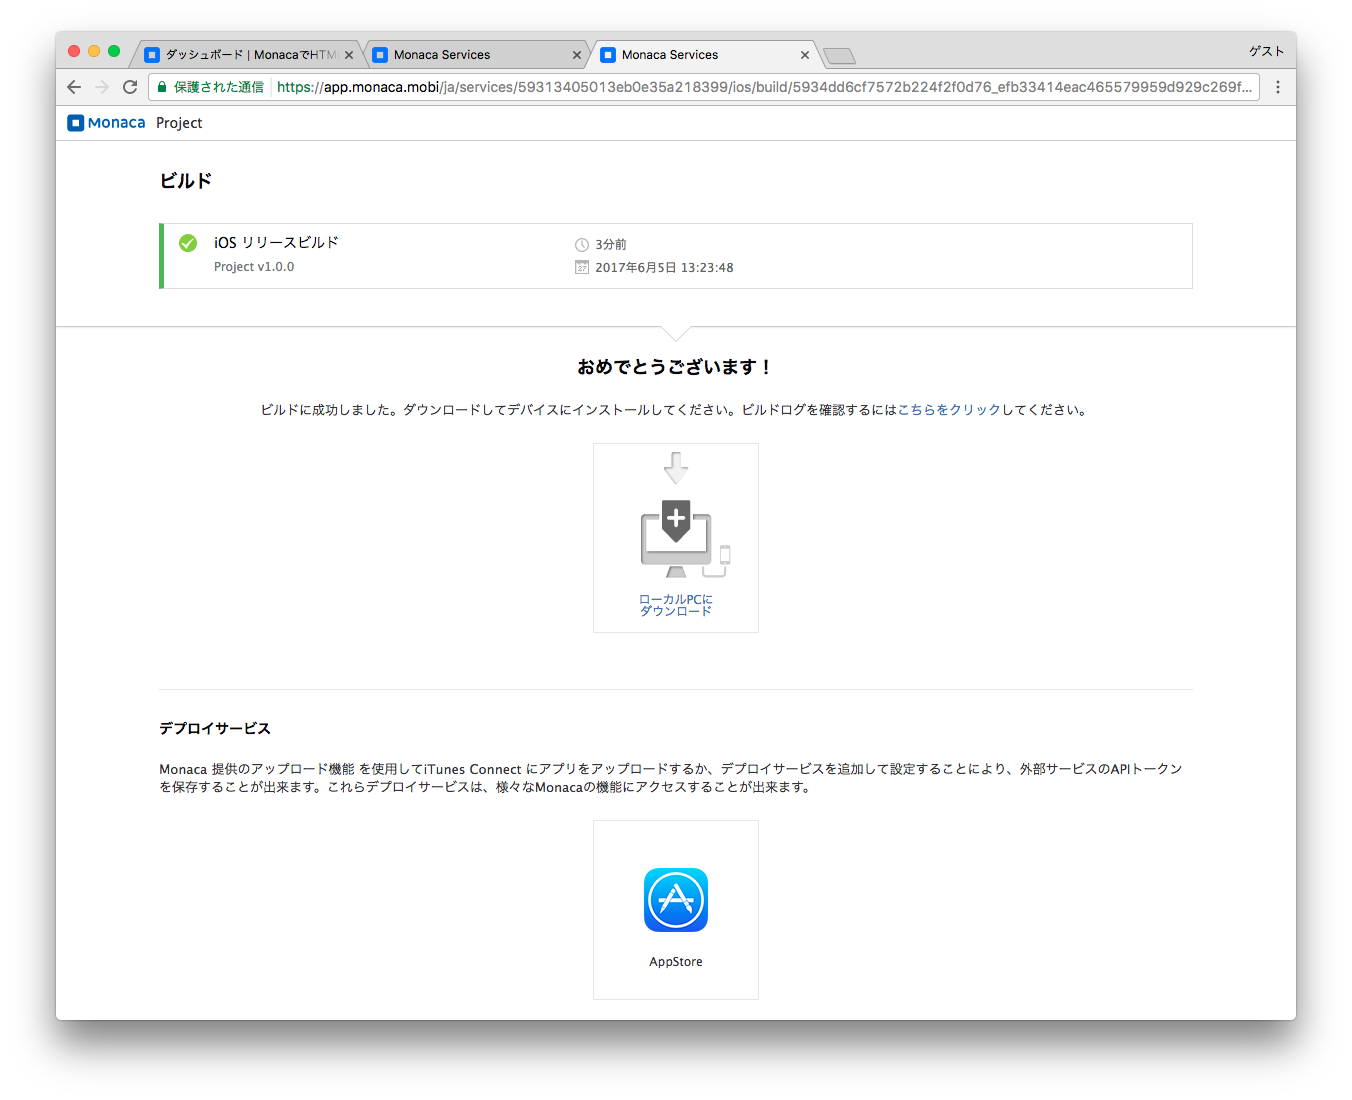 ダッシュボード | MonacaでHTM
Monaca Services
Monaca Services
ゲスト
保護された通信
https://app.monaca.mobi/ja/services/59313405013eb0e35a218399/ios/build/5934dd6cf7572b224f2f0d76_efb33414eac465579959d929c269f...
Monaca Project
ビルド
iOS リリースビルド
3分前
Project v1.0.0
27
2017年6月5日 13:23:48
おめでとうございます！
ビルドに成功しました。ダウンロードしてデバイスにインストールしてください。ビルドログを確認するにはこちらをクリックしてください。
ローカルPCに
ダウンロード
デプロイサービス
Monaca 提供のアップロード機能 を使用してiTunes Connect にアプリをアップロードするか、デプロイサービスを追加して設定することにより、外部サービスのAPIトークン
を保存することが出来ます。これらデプロイサービスは、様々なMonacaの機能にアクセスすることが出来ます。
AppStore